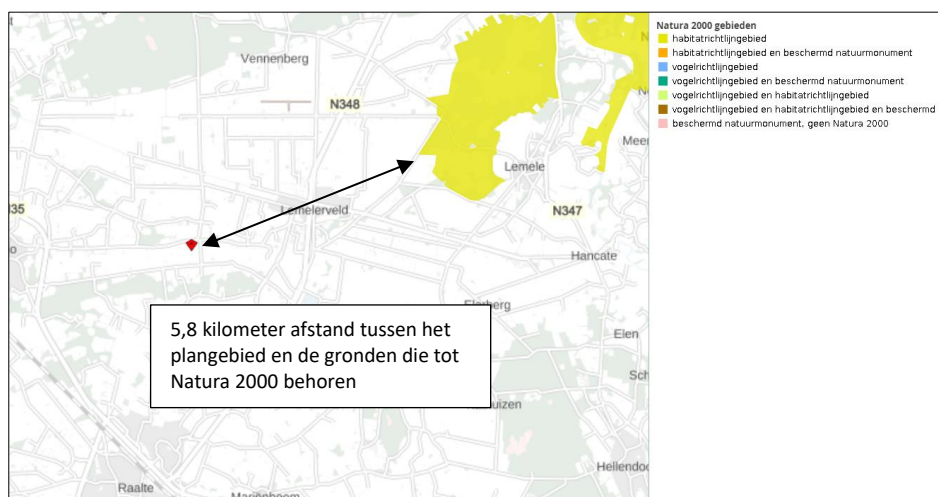 Vennenberg
N348
Lemele
N35
Lemelerveld
N347
Hancate
Elen
Raalte
5,8 kilometer afstand tussen het
plangebied en de gronden die tot
Natura 2000 behoren
Natura 2000 gebieden
habitatrichtlijngebied
habitatrichtlijngebied en beschermd natuurmonument
vogelrichtlijngebied
vogelrichtlijngebied en beschermd natuurmonument
vogelrichtlijngebied en habitatrichtlijngebied
vogelrichtlijngebied en habitatrichtlijngebied en beschermd
beschermd natuurmonument, geen Natura 2000